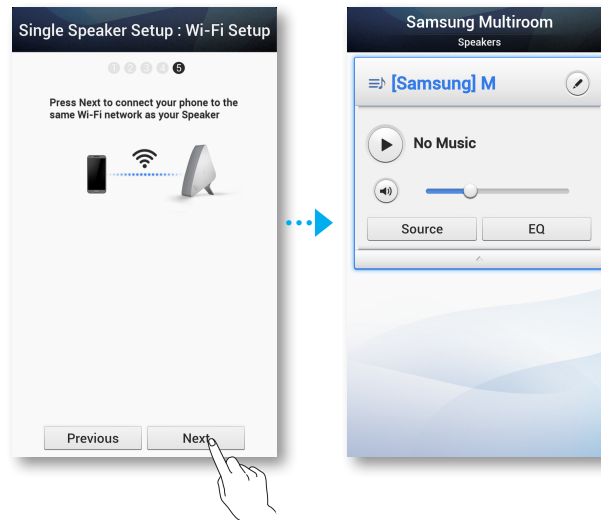 Single Speaker Setup : Wi-Fi Setup
1 2 3 4 5
Press Next to connect your phone to the
same Wi-Fi network as your Speaker
Previous
Next
Samsung Multiroom
Speakers
[Samsung] M
No Music
Source
EQ